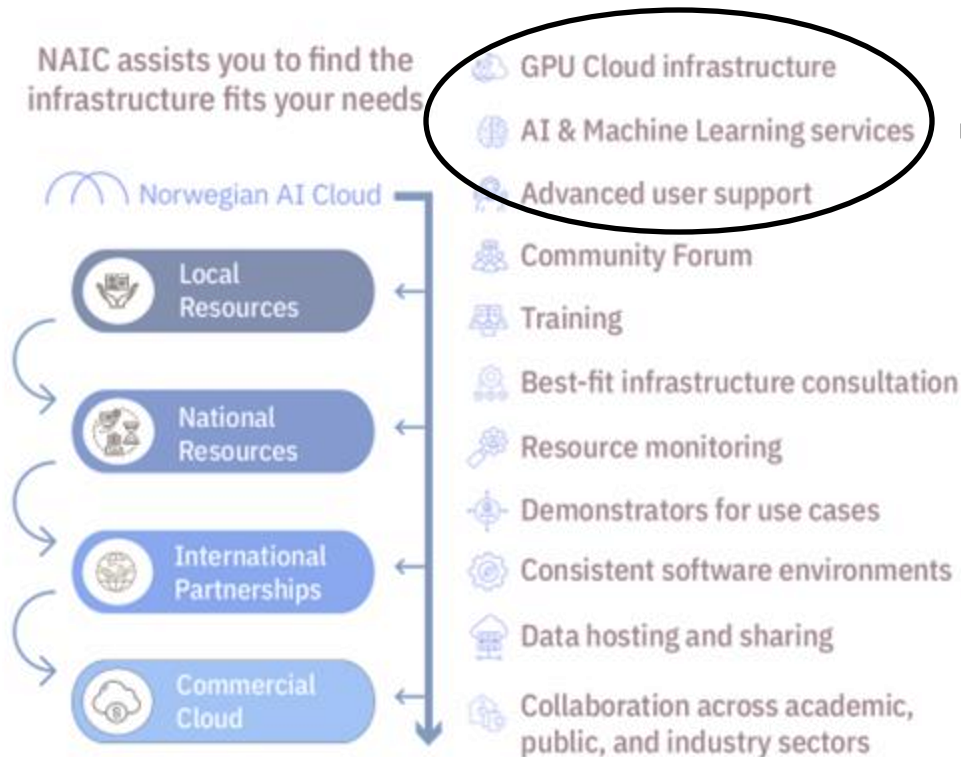 NAIC assists you to find the
infrastructure fits your needs
Norwegian AI Cloud
Local
Resources
National
Resources
International
Partnerships
Commercial
Cloud
GPU Cloud infrastructure
AI & Machine Learning services
Advanced user support
Community Forum
Training
Best-fit infrastructure consultation
Resource monitoring
Demonstrators for use cases
Consistent software environments
Data hosting and sharing
Collaboration across academic,
public, and industry sectors